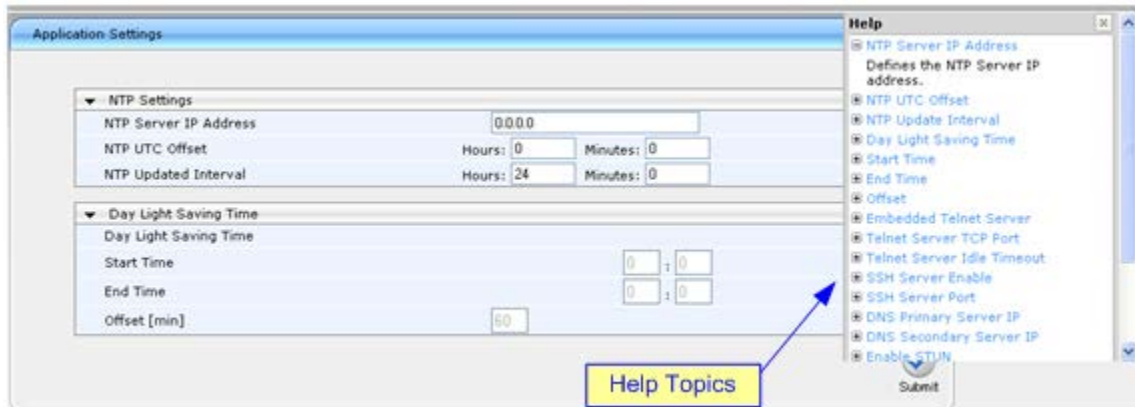 Application Settings
NTP Settings
NTP Server IP Address 0.0.0.0
NTP UTC Offset Hours: 0 Minutes: 0
NTP Updated Interval Hours: 24 Minutes: 0
Day Light Saving Time
Day Light Saving Time
Start Time 0 : 0
End Time 0 : 0
Offset [min] 60
Help
NTP Server IP Address
Defines the NTP Server IP
address.
NTP UTC Offset
NTP Update Interval
Day Light Saving Time
Start Time
End Time
Offset
Embedded Telnet Server
Telnet Server TCP Port
Telnet Server Idle Timeout
SSH Server Enable
SSH Server Port
DNS Primary Server IP
DNS Secondary Server IP
Enable STUN
Help Topics
Submit